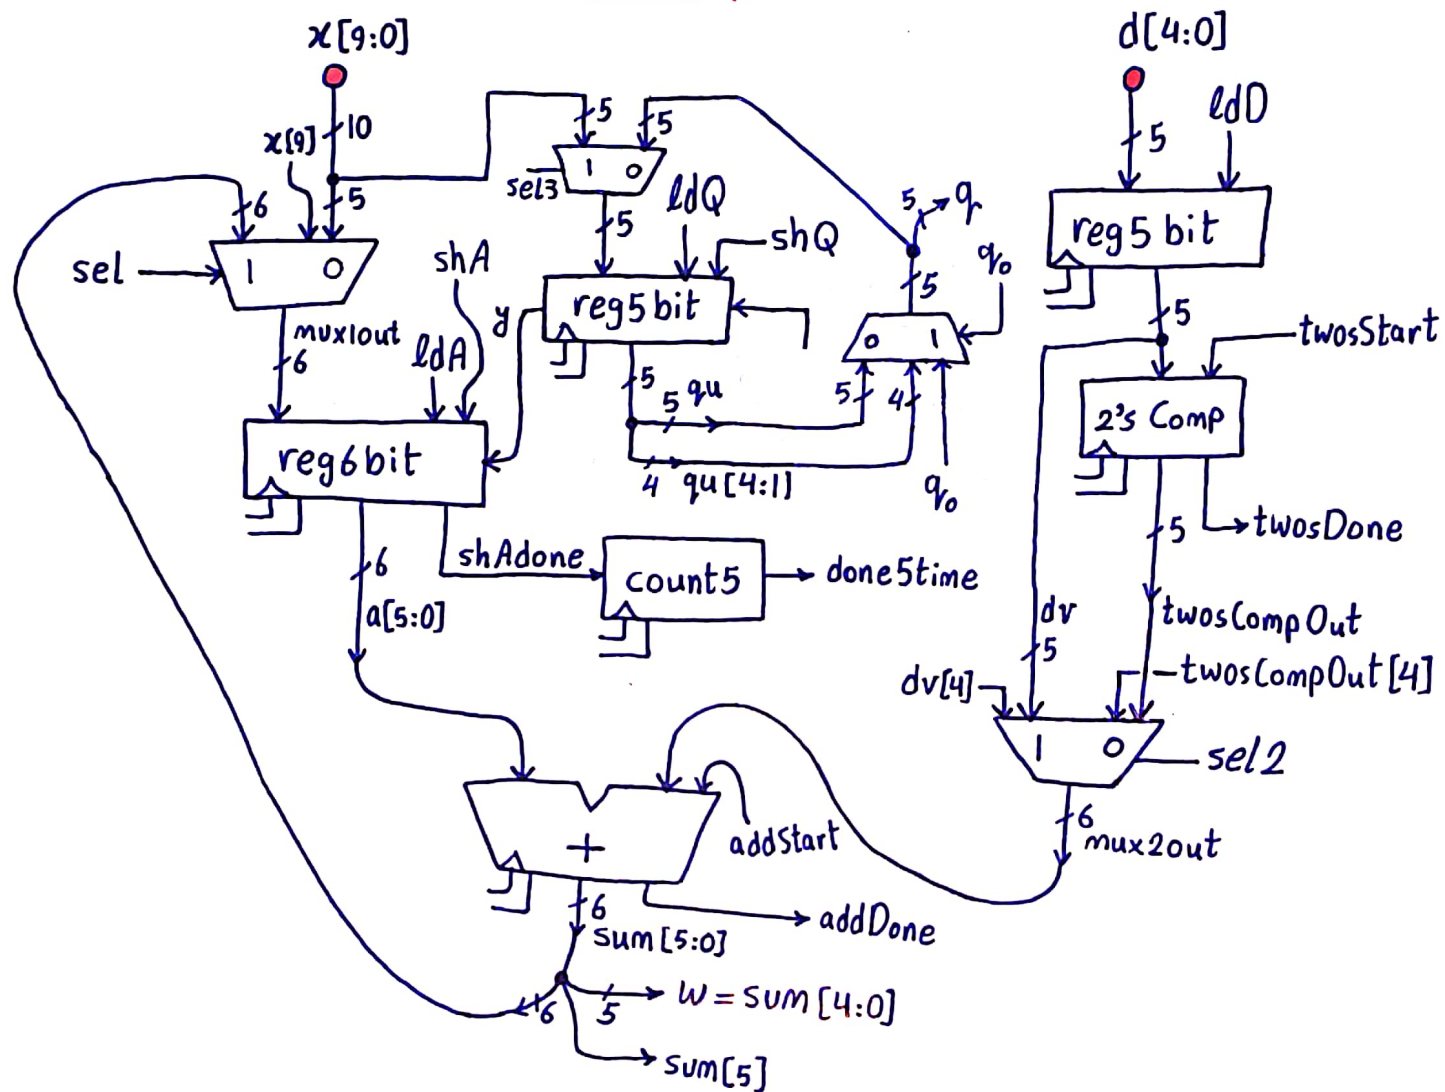 x[9:0]
d[4:0]
ldD
x[9]
10
5
5
5
sel3
1 0
6
5
ldQ
5
q
5
shQ
q0
reg5 bit
sel
1 0
shA
5
reg5bit
5
y
mux1out
6
ldA
0 1
5
twosStart
5
5 qu
5
4
2's Comp
reg6bit
4 qu[4:1]
q0
twosDone
5
shAdone
count5
done5time
6
a[5:0]
dv
5
twosCompOut
dv[4]
twosCompOut[4]
1 0
sel2
6
mux2out
+
addStart
6
addDone
sum[5:0]
6
5
w = sum[4:0]
sum[5]